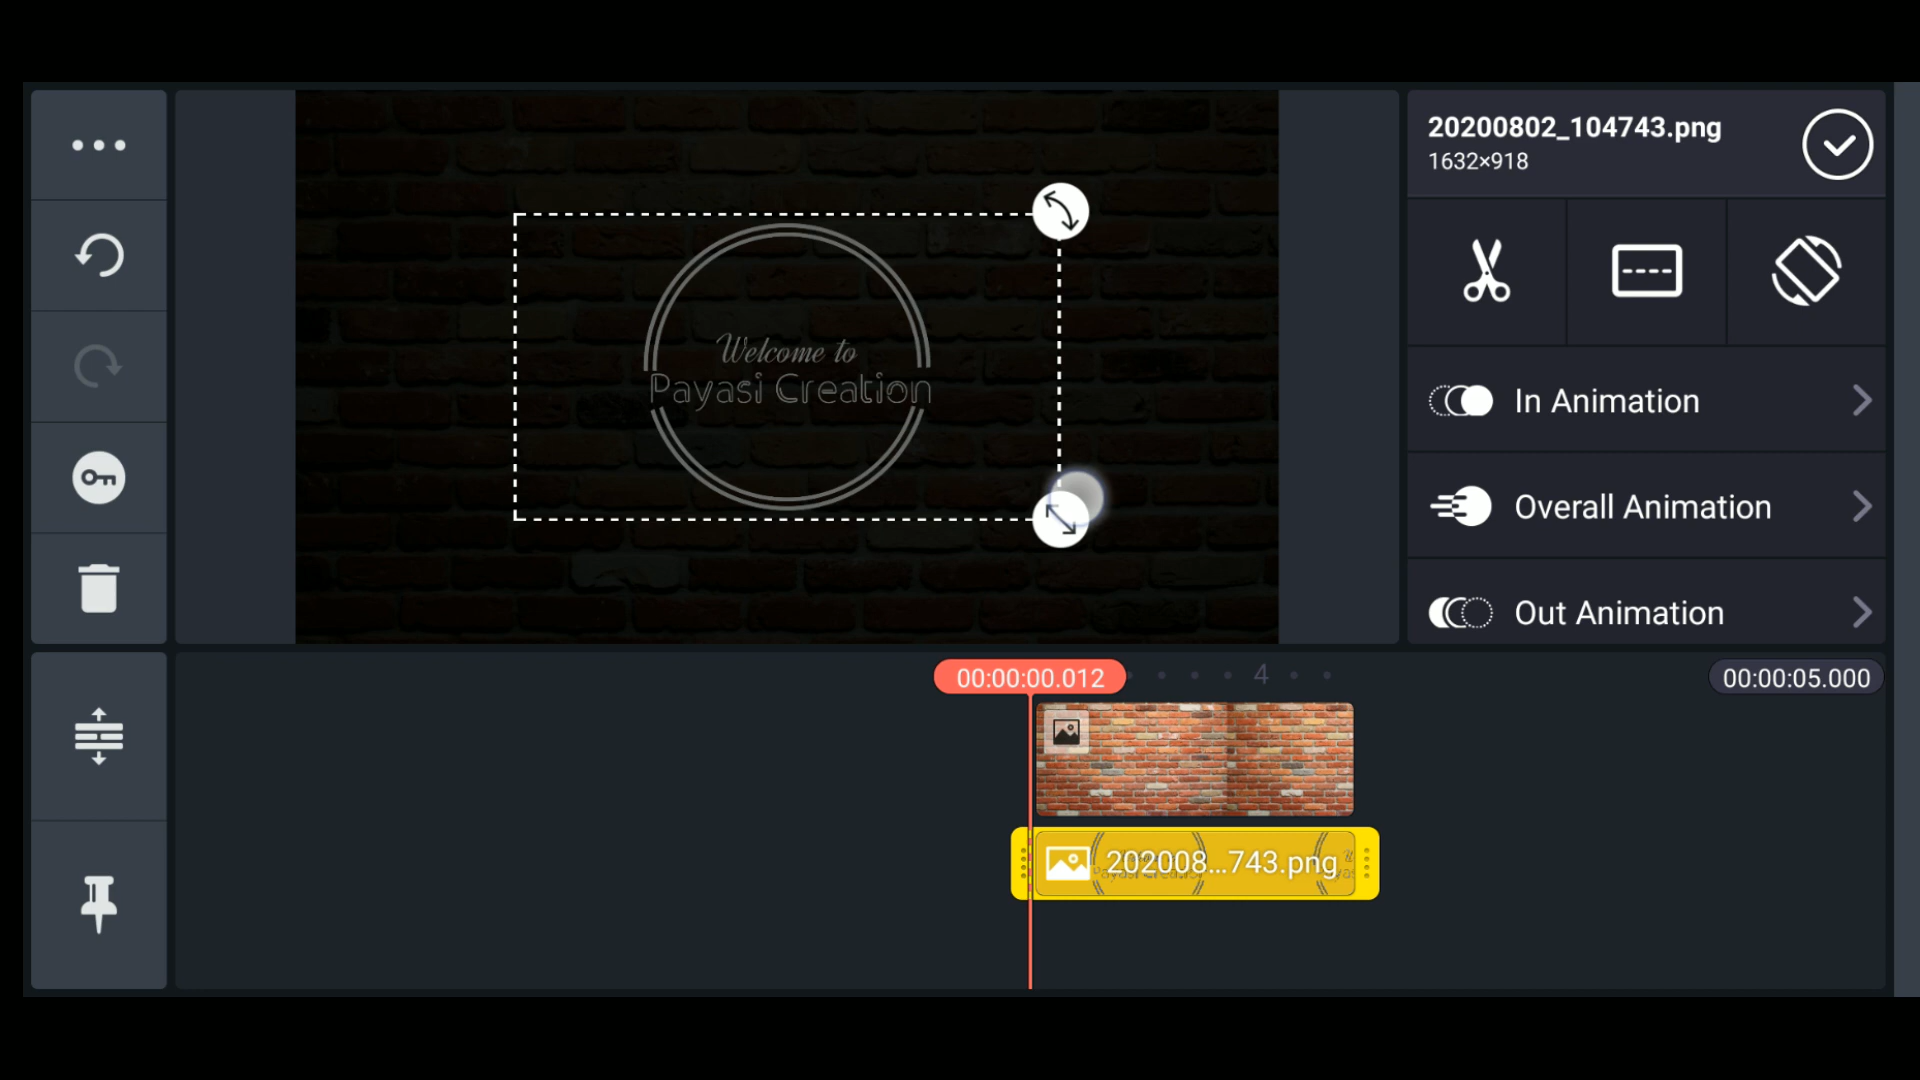 20200802_104743.png
1632×918
Welcome to
Payasi Creation
In Animation
Overall Animation
Out Animation
00:00:00.012
4
00:00:05.000
202008...743.png